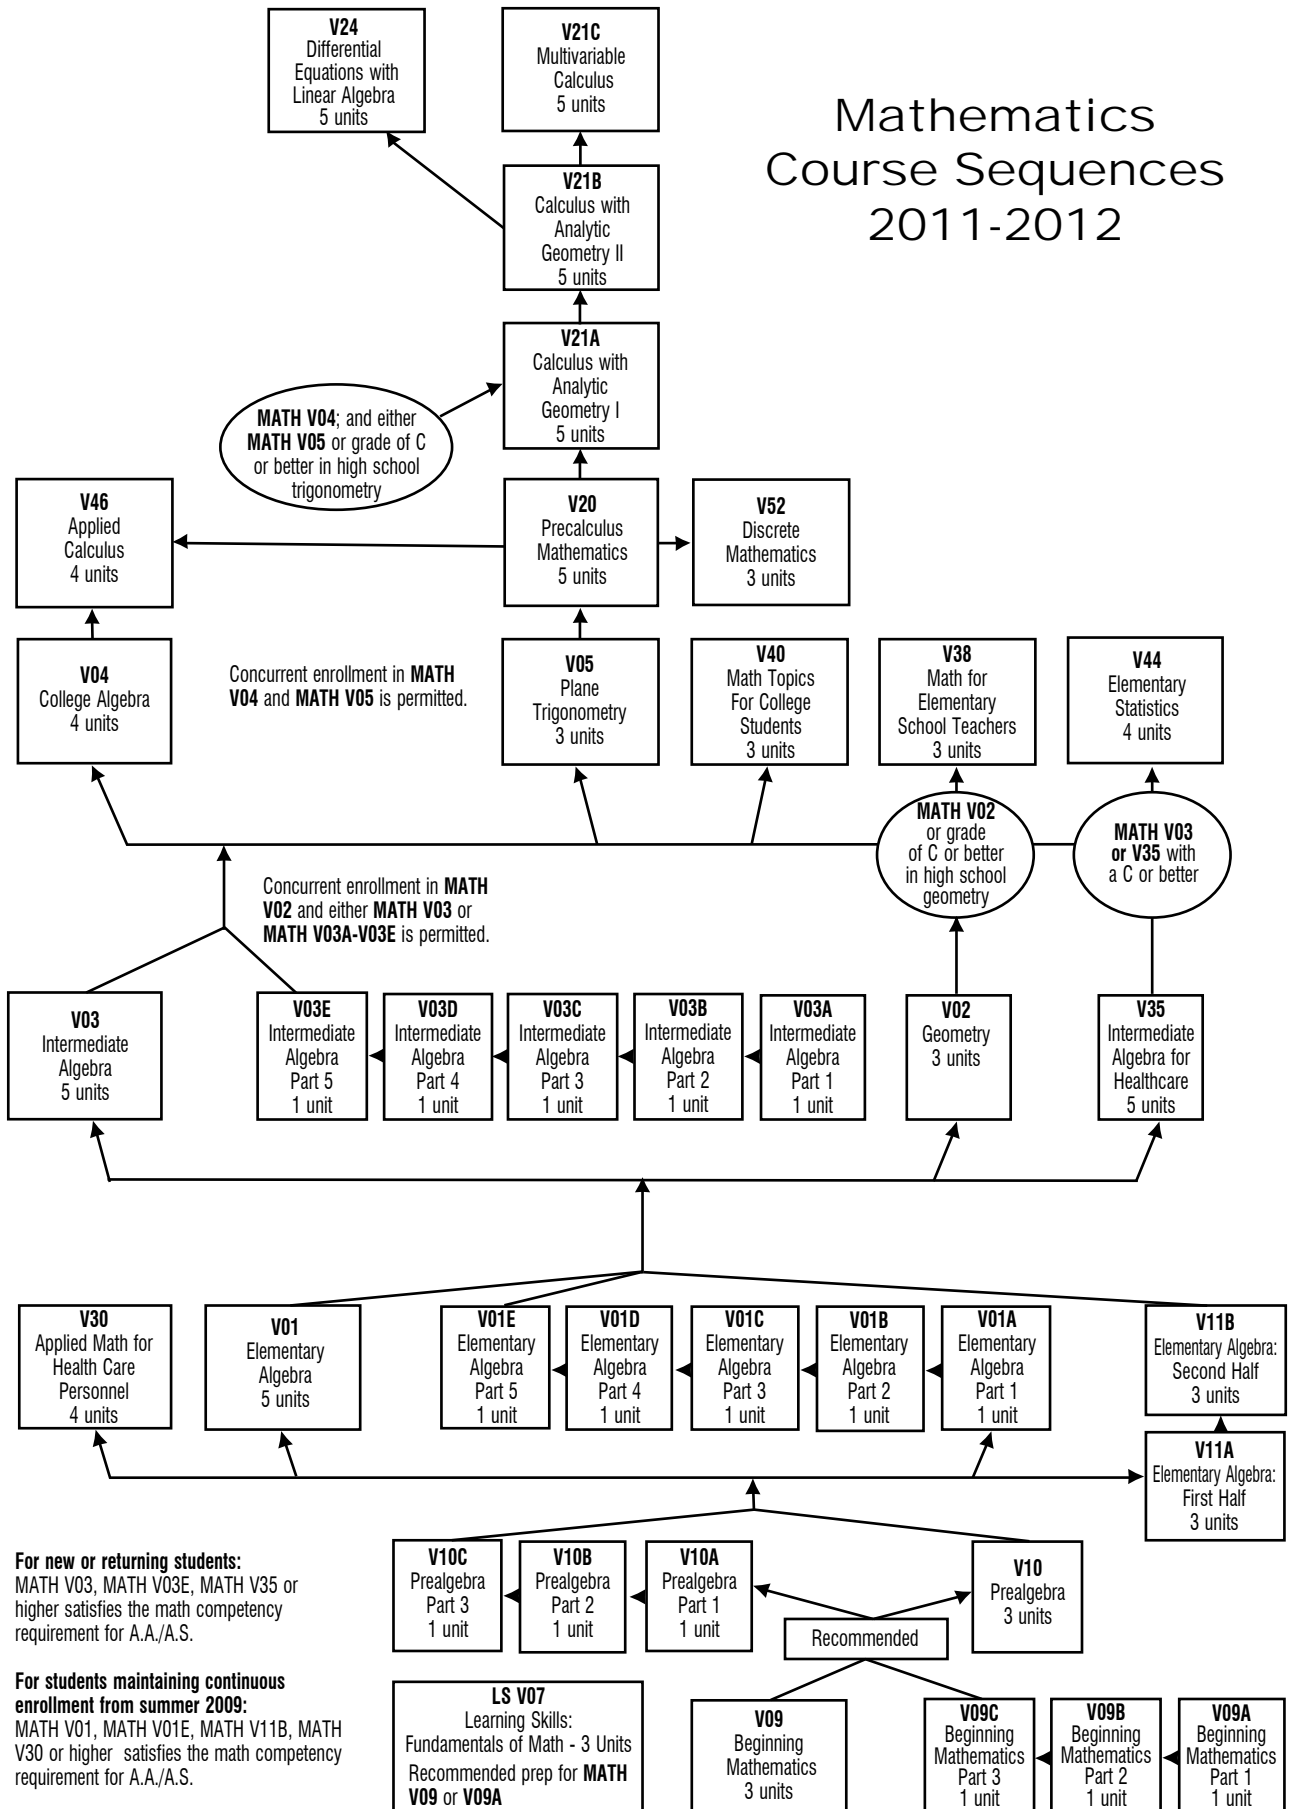 V24
Differential
Equations with
Linear Algebra
5 units
V21C
Multivariable
Calculus
5 units
Mathematics
Course Sequences
2011-2012
V21B
Calculus with
Analytic
Geometry II
5 units
V21A
Calculus with
Analytic
Geometry I
5 units
MATH V04; and either
MATH V05 or grade of C
or better in high school
trigonometry
V46
Applied
Calculus
4 units
V20
Precalculus
Mathematics
5 units
V52
Discrete
Mathematics
3 units
V04
College Algebra
4 units
Concurrent enrollment in MATH
V04 and MATH V05 is permitted.
V05
Plane
Trigonometry
3 units
V40
Math Topics
For College
Students
3 units
V38
Math for
Elementary
School Teachers
3 units
V44
Elementary
Statistics
4 units
MATH V02
or grade
of C or better
in high school
geometry
MATH V03
or V35 with
a C or better
Concurrent enrollment in MATH
V02 and either MATH V03 or
MATH V03A-V03E is permitted.
V03
Intermediate
Algebra
5 units
V03E
Intermediate
Algebra
Part 5
1 unit
V03D
Intermediate
Algebra
Part 4
1 unit
V03C
Intermediate
Algebra
Part 3
1 unit
V03B
Intermediate
Algebra
Part 2
1 unit
V03A
Intermediate
Algebra
Part 1
1 unit
V02
Geometry
3 units
V35
Intermediate
Algebra for
Healthcare
5 units
V30
Applied Math for
Health Care
Personnel
4 units
V01
Elementary
Algebra
5 units
V01E
Elementary
Algebra
Part 5
1 unit
V01D
Elementary
Algebra
Part 4
1 unit
V01C
Elementary
Algebra
Part 3
1 unit
V01B
Elementary
Algebra
Part 2
1 unit
V01A
Elementary
Algebra
Part 1
1 unit
V11B
Elementary Algebra:
Second Half
3 units
V11A
Elementary Algebra:
First Half
3 units
For new or returning students:
MATH V03, MATH V03E, MATH V35 or
higher satisfies the math competency
requirement for A.A./A.S.
V10C
Prealgebra
Part 3
1 unit
V10B
Prealgebra
Part 2
1 unit
V10A
Prealgebra
Part 1
1 unit
V10
Prealgebra
3 units
Recommended
For students maintaining continuous
enrollment from summer 2009:
MATH V01, MATH V01E, MATH V11B, MATH
V30 or higher satisfies the math competency
requirement for A.A./A.S.
LS V07
Learning Skills:
Fundamentals of Math - 3 Units
Recommended prep for MATH
V09 or V09A
V09
Beginning
Mathematics
3 units
V09C
Beginning
Mathematics
Part 3
1 unit
V09B
Beginning
Mathematics
Part 2
1 unit
V09A
Beginning
Mathematics
Part 1
1 unit